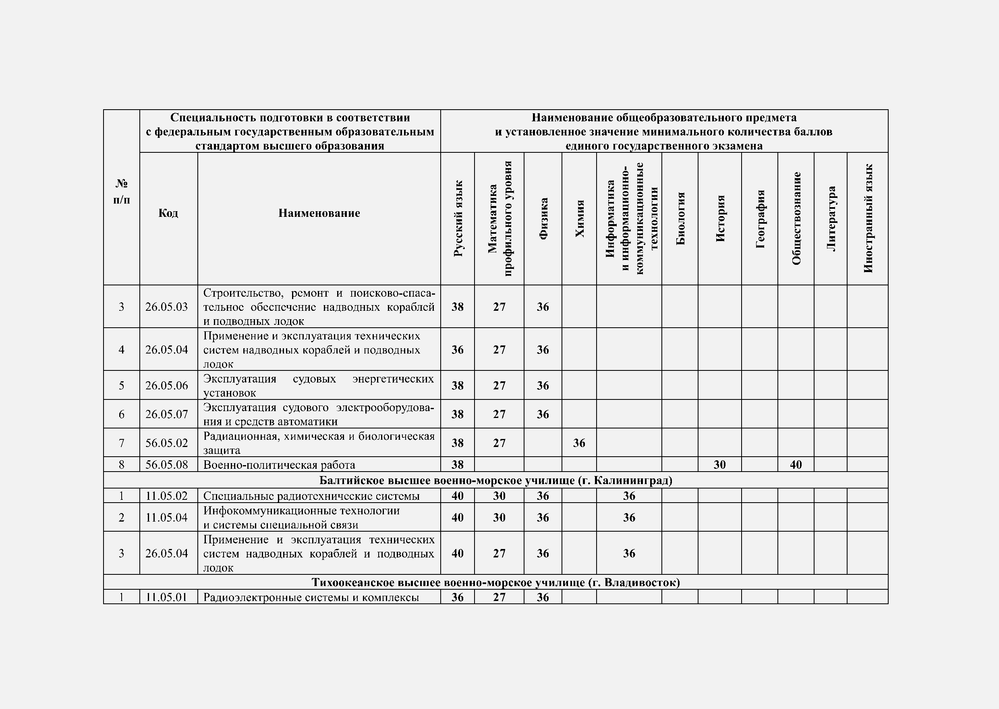 №
п/п
Специальность подготовки в соответствии
с федеральным государственным образовательным
стандартом высшего образования
Наименование общеобразовательного предмета
и установленное значение минимального количества баллов
единого государственного экзамена
Код
Наименование
Русский язык
Математика
профильного уровня
Физика
Химия
Информатика
и информационно-
коммуникационные
технологии
Биология
История
География
Обществознание
Литература
Иностранный язык
Строительство, ремонт и поисково-спаса-
3 26.05.03 тельное обеспечение надводных кораблей 38 27 36
и подводных лодок
Применение и эксплуатация технических
4 26.05.04 систем надводных кораблей и подводных 36 27 36
лодок
Эксплуатация судовых энергетических
5 26.05.06 38 27 36
установок
Эксплуатация судового электрооборудова-
6 26.05.07 38 27 36
ния и средств автоматики
Радиационная, химическая и биологическая
7 56.05.02 38 27 36
защита
8 56.05.08 Военно-политическая работа 38 30 40
Балтийское высшее военно-морское училище (г. Калининград)
1 11.05.02 Специальные радиотехнические системы 40 30 36 36
Инфокоммуникационные технологии
2 11.05.04 40 30 36 36
и системы специальной связи
Применение и эксплуатация технических
3 26.05.04 систем надводных кораблей и подводных 40 27 36 36
лодок
Тихоокеанское высшее военно-морское училище (г. Владивосток)
1 11.05.01 Радиоэлектронные системы и комплексы 36 27 36